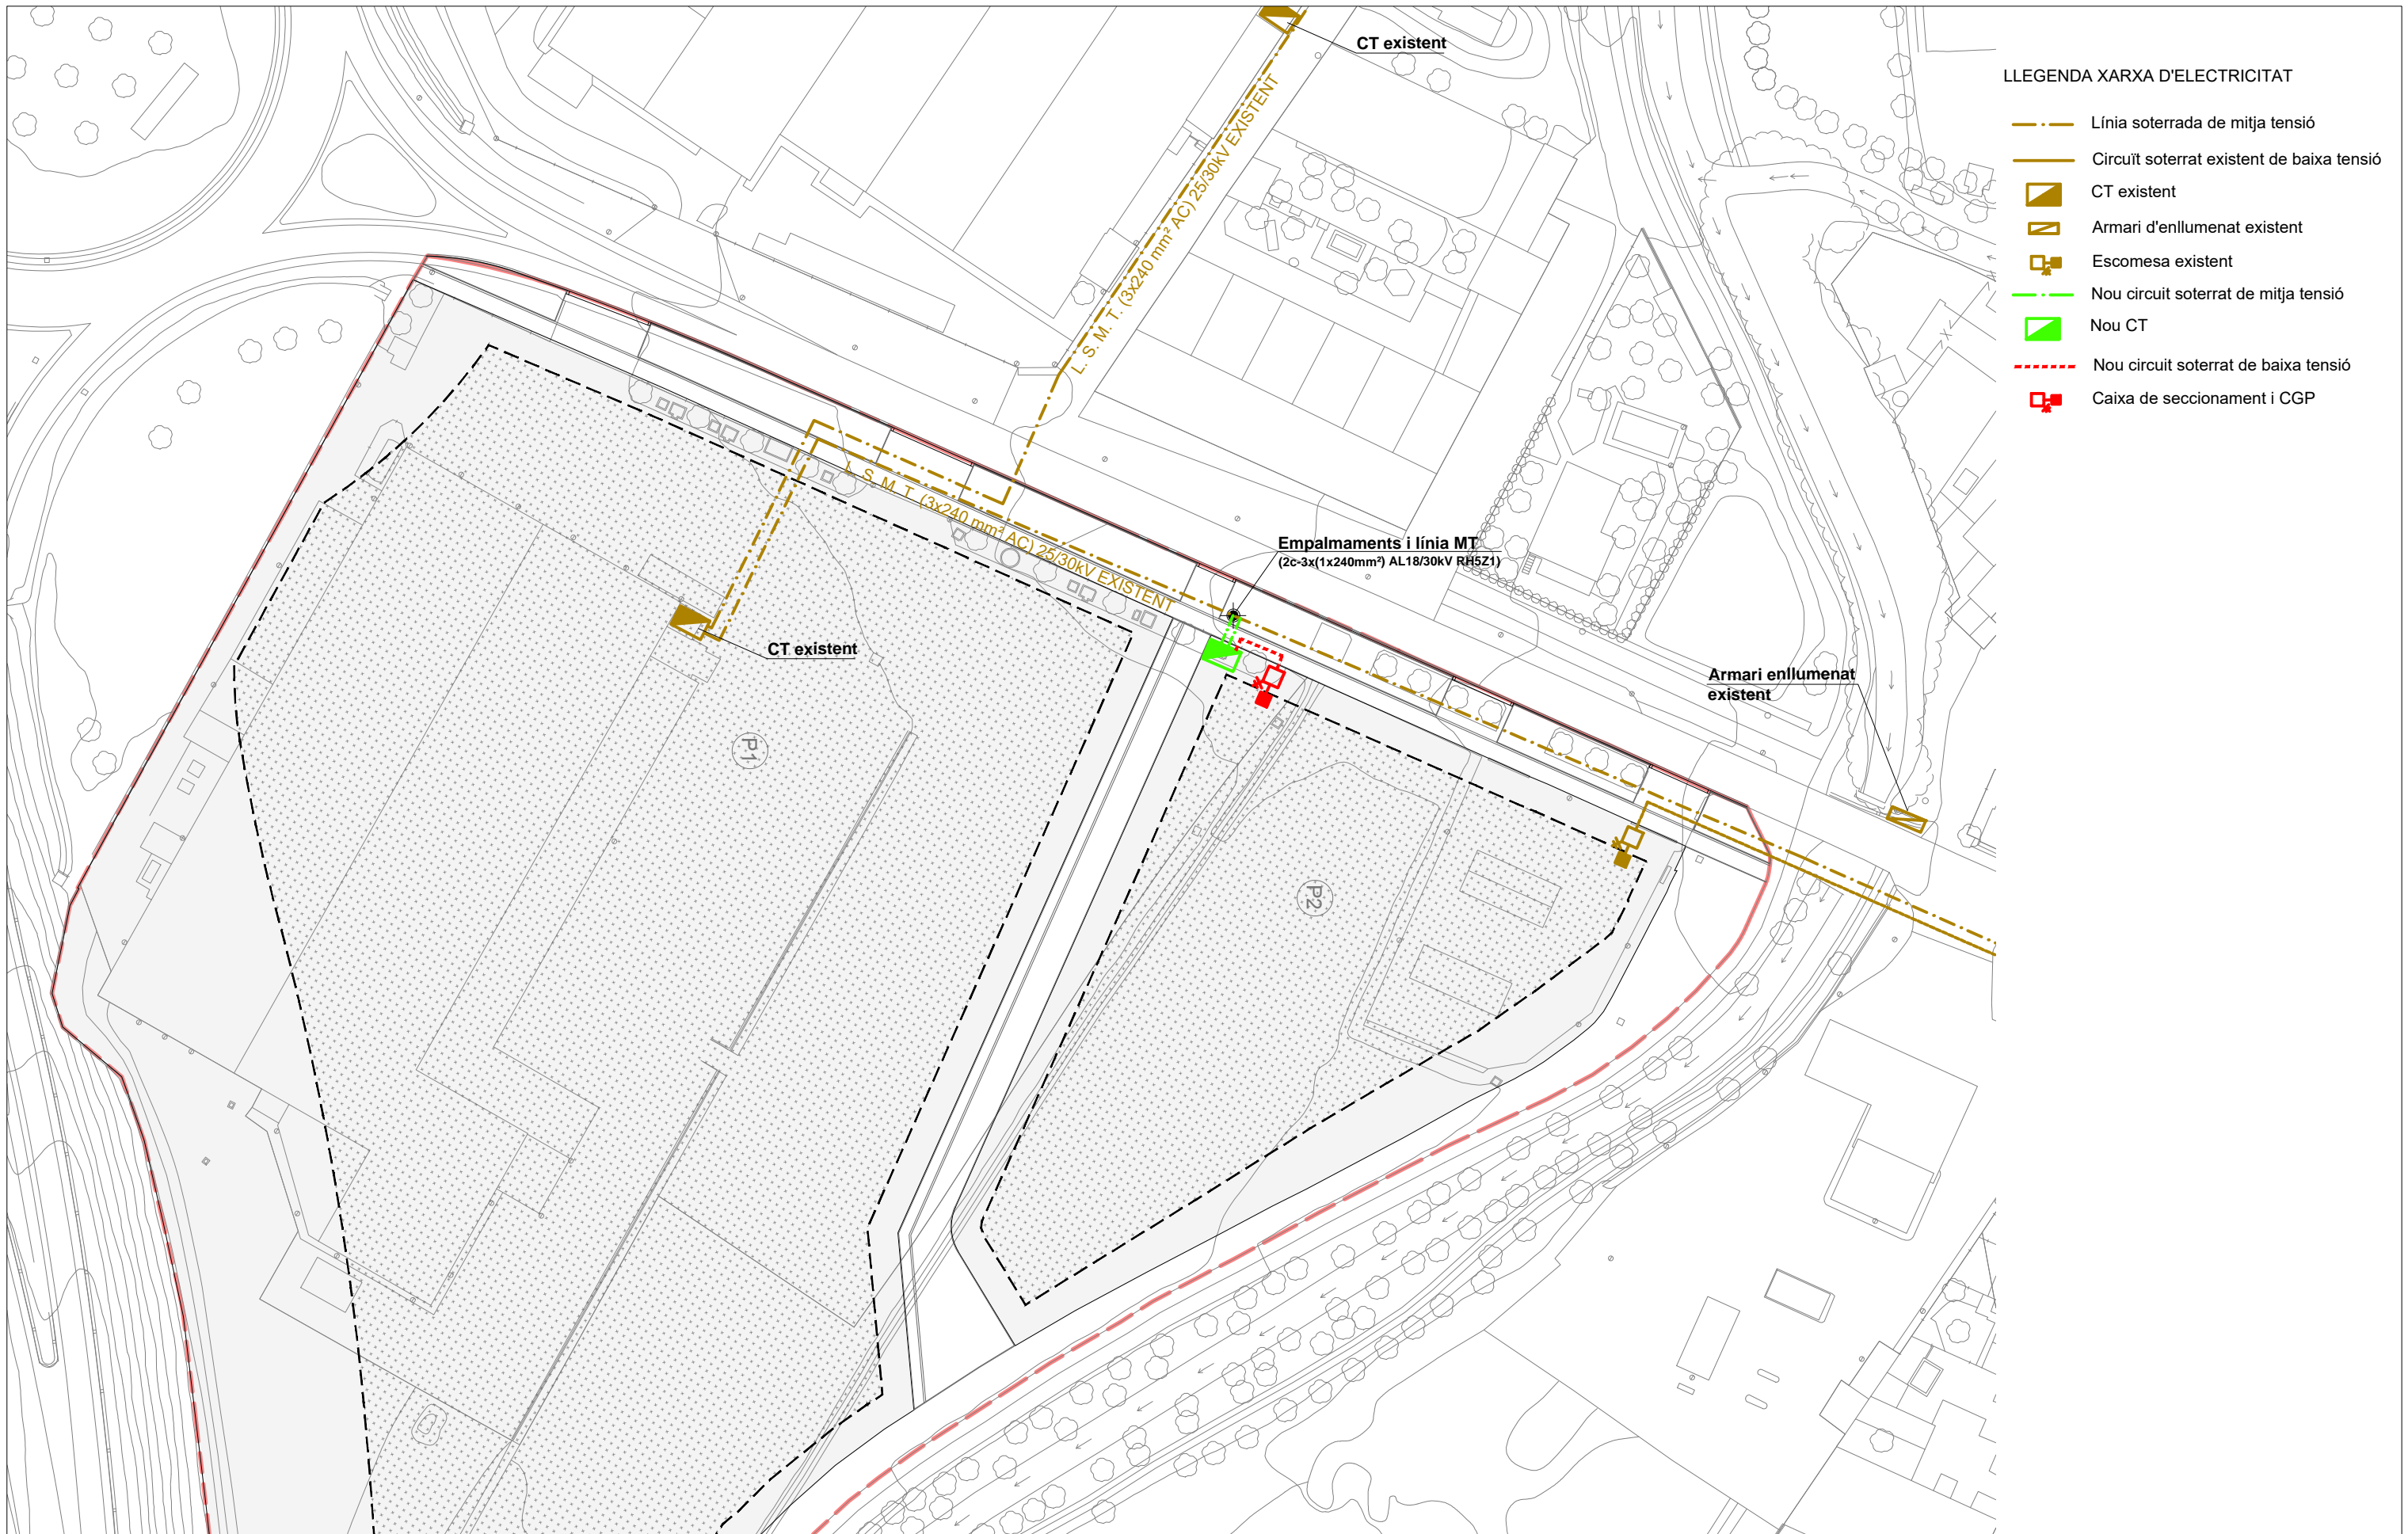 CT existent
LLEGENDA XARXA D'ELECTRICITAT
Línia soterrada de mitja tensió
Circuït soterrat existent de baixa tensió
CT existent
Armari d'enllumenat existent
Escomesa existent
Nou circuit soterrat de mitja tensió
Nou CT
Nou circuit soterrat de baixa tensió
Caixa de seccionament i CGP
L. S. M. T. (3x240 mm² AC) 25/30kV EXISTENT
L. S. M. T. (3x240 mm² AC) 25/30kV EXISTENT
Empalmaments i línia MT
(2c-3x(1x240mm²) AL18/30kV RH5Z1)
CT existent
Armari enllumenat
existent
P1
P2